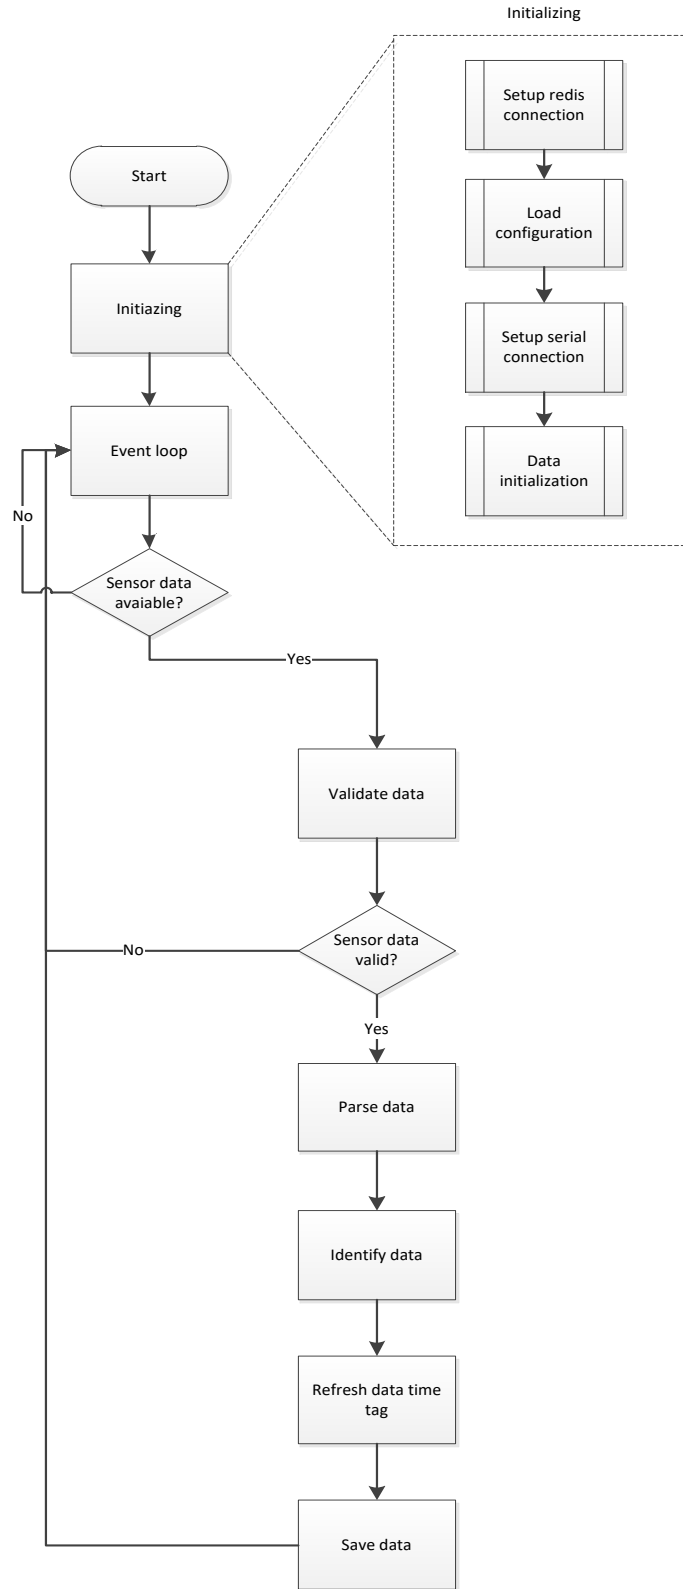 Initializing
Setup redis
connection
Load
configuration
Setup serial
connection
Data
initialization
Start
Initiazing
Event loop
No
Sensor data
avaiable?
Yes
Validate data
Sensor data
valid?
No
Yes
Parse data
Identify data
Refresh data time
tag
Save data